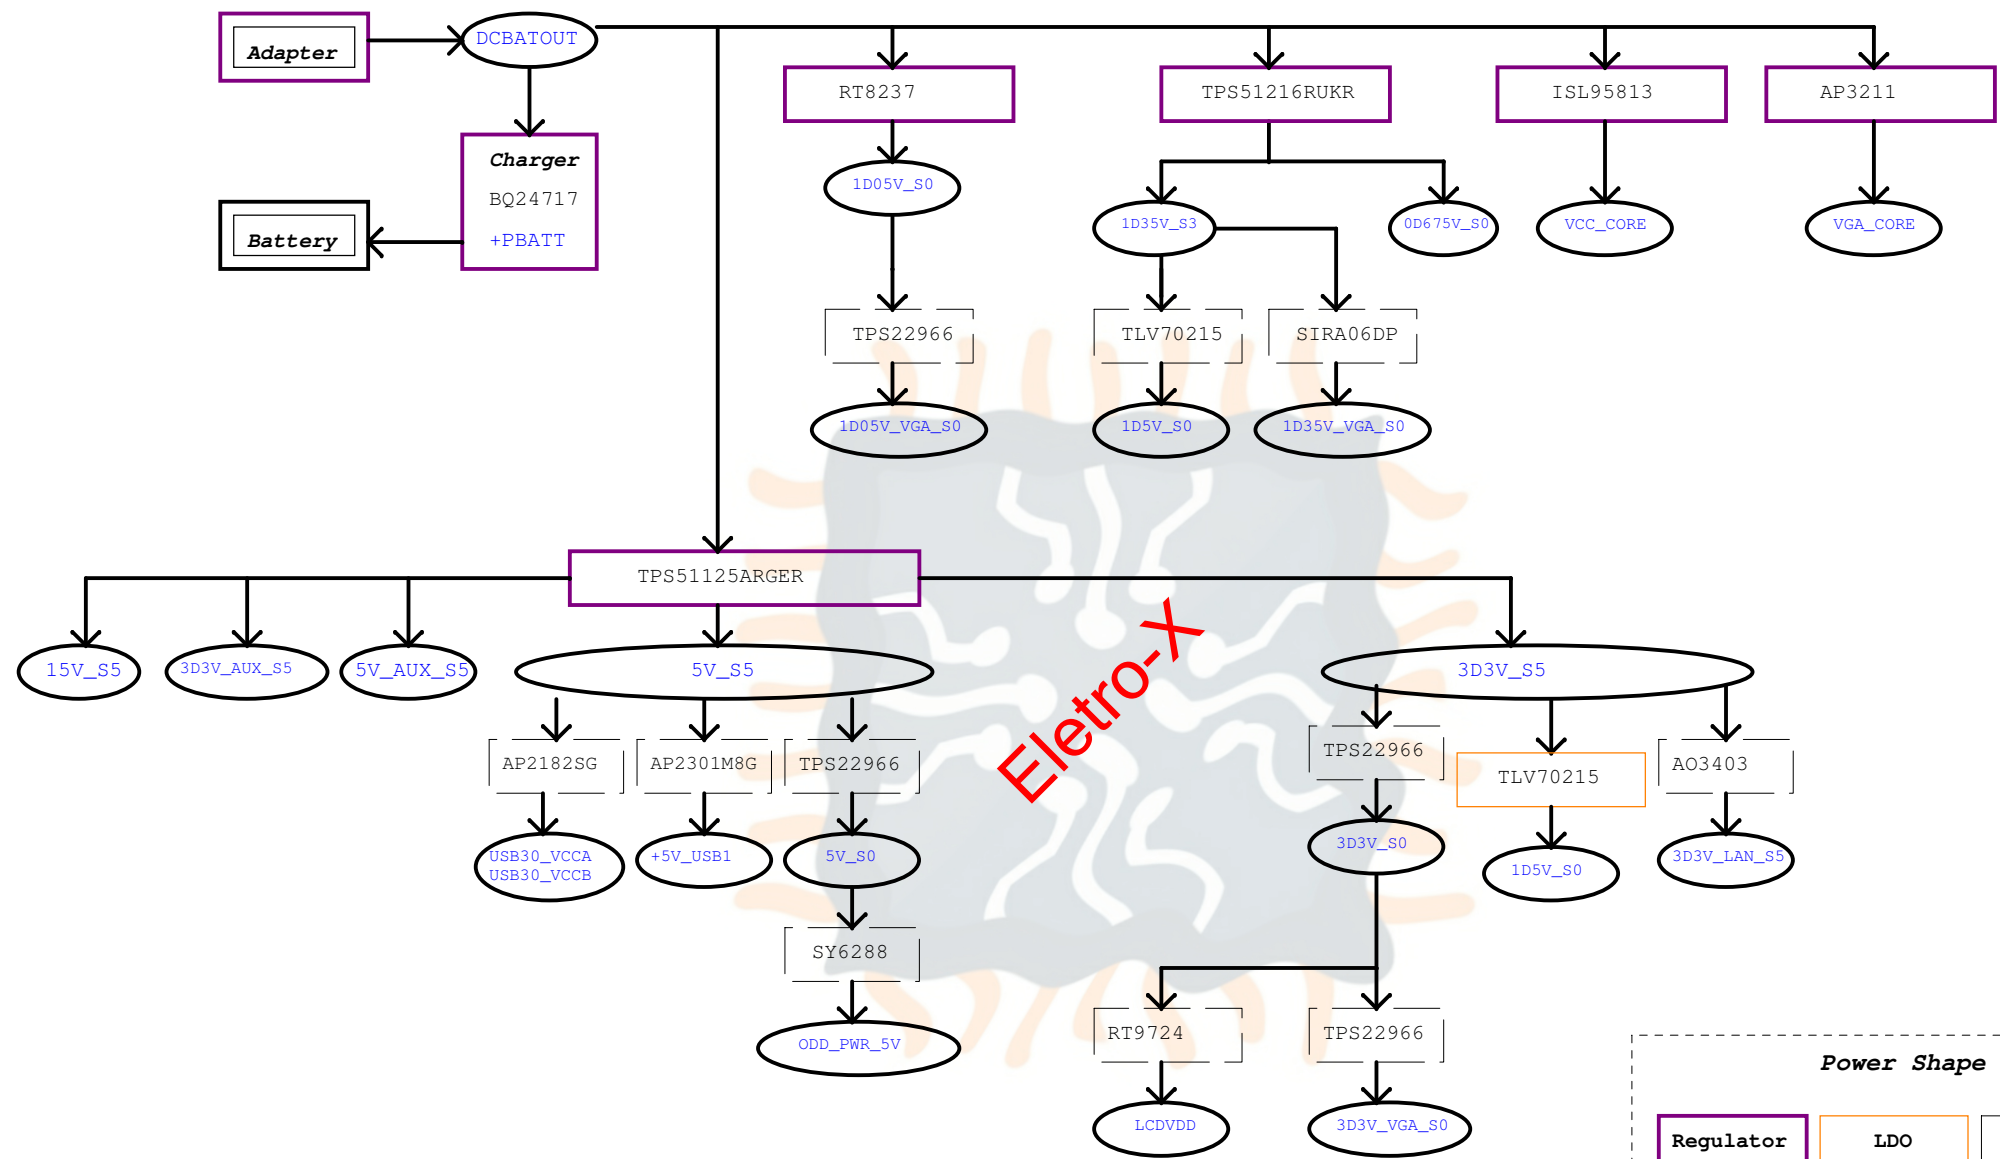 Adapter
DCBATOUT
RT8237
TPS51216RUKR
ISL95813
AP3211
Charger
BQ24717
+PBATT
Battery
1D05V_S0
1D35V_S3
0D675V_S0
VCC_CORE
VGA_CORE
TPS22966
TLV70215
SIRA06DP
1D05V_VGA_S0
1D5V_S0
1D35V_VGA_S0
TPS51125ARGER
15V_S5
3D3V_AUX_S5
5V_AUX_S5
5V_S5
3D3V_S5
Eletro-X
AP2182SG
AP2301M8G
TPS22966
TPS22966
TLV70215
AO3403
USB30_VCCA
USB30_VCCB
+5V_USB1
5V_S0
3D3V_S0
1D5V_S0
3D3V_LAN_S5
SY6288
ODD_PWR_5V
RT9724
TPS22966
LCDVDD
3D3V_VGA_S0
Power Shape
Regulator
LDO